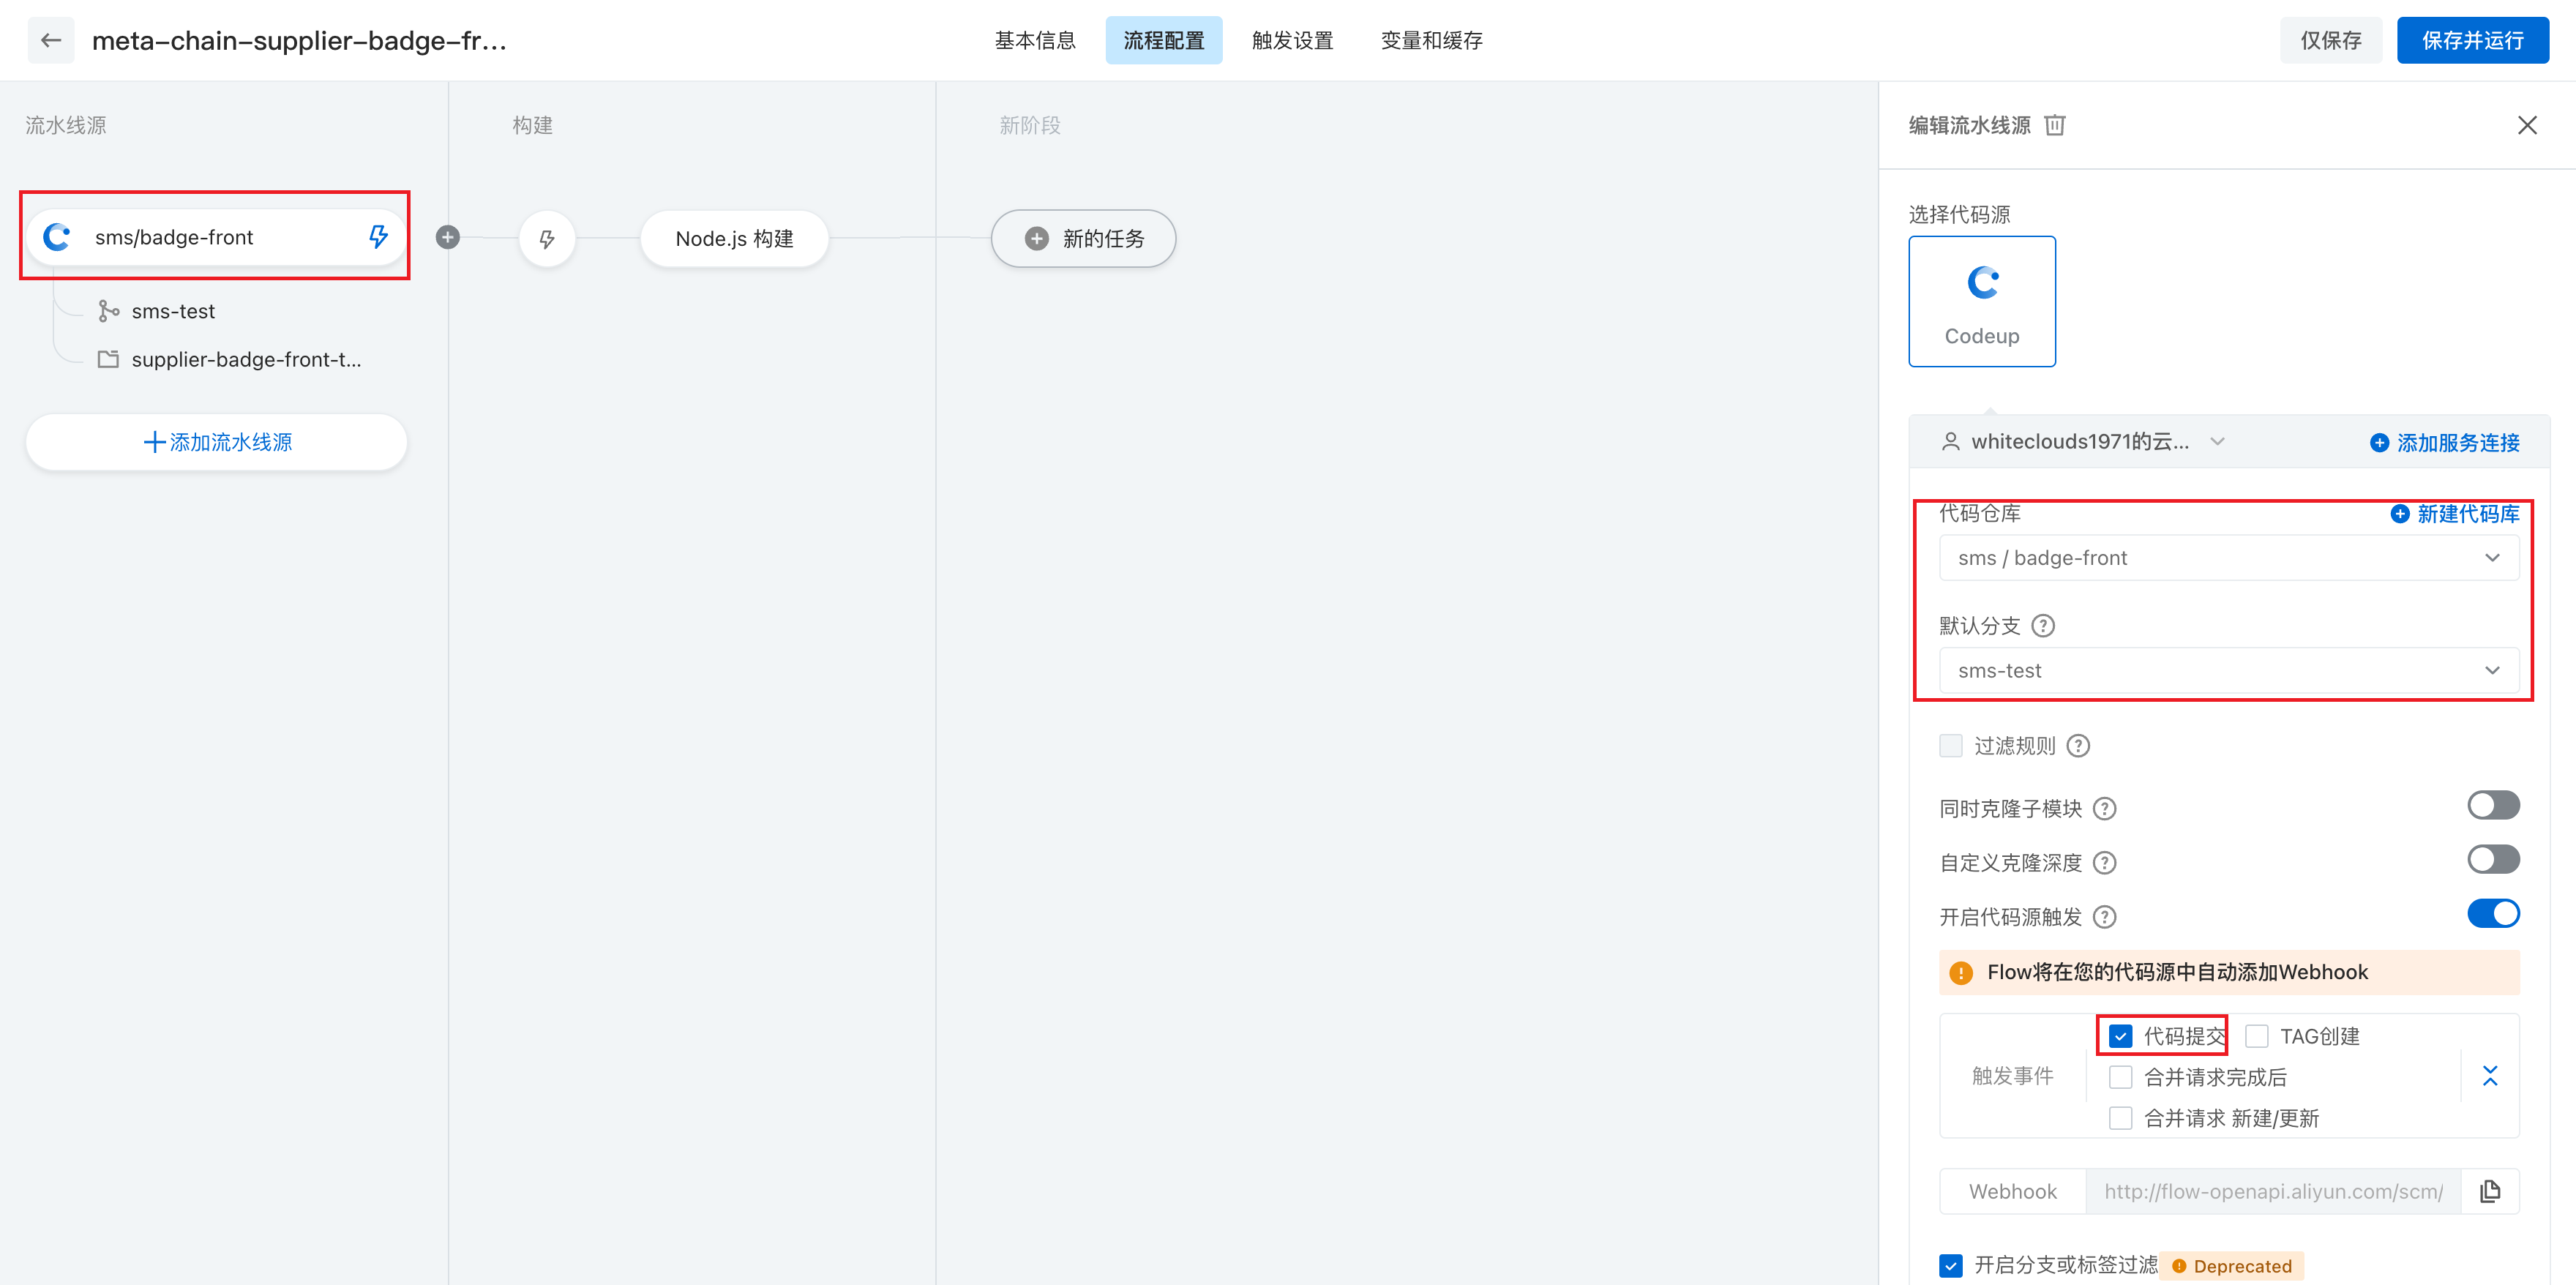 meta-chain-supplier-badge-fr...
基本信息
流程配置
触发设置
变量和缓存
仅保存
保存并运行
流水线源
构建
新阶段
sms/badge-front
Node.js 构建
新的任务
sms-test
supplier-badge-front-t...
添加流水线源
编辑流水线源
选择代码源
Codeup
whiteclouds1971的云...
添加服务连接
代码仓库
新建代码库
sms / badge-front
默认分支
sms-test
过滤规则
同时克隆子模块
自定义克隆深度
开启代码源触发
Flow将在您的代码源中自动添加Webhook
触发事件
代码提交
TAG创建
合并请求完成后
合并请求 新建/更新
Webhook
http://flow-openapi.aliyun.com/scm/
开启分支或标签过滤
Deprecated